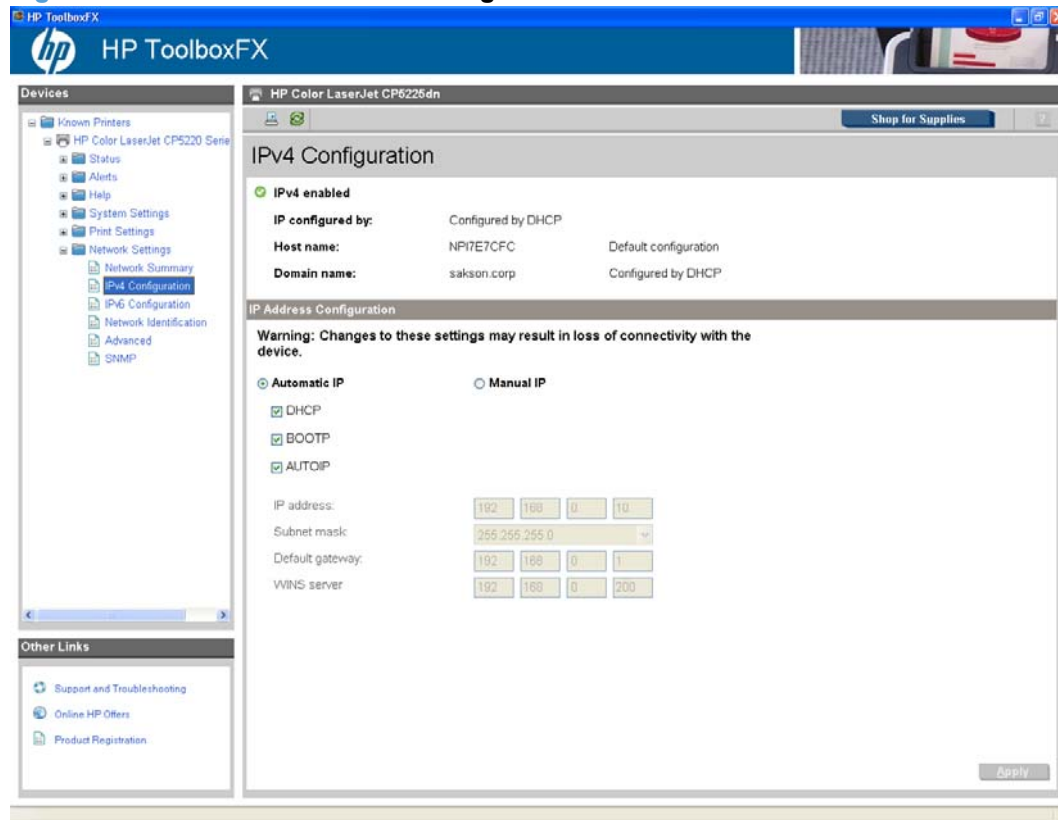 HP ToolboxFX
hp HP ToolboxFX
Devices
Known Printers
HP Color LaserJet CP5220 Serie
Status
Alerts
Help
System Settings
Print Settings
Network Settings
Network Summary
IPv4 Configuration
IPv6 Configuration
Network Identification
Advanced
SNMP
Other Links
Support and Troubleshooting
Online HP Offers
Product Registration
HP Color LaserJet CP5225dn
Shop for Supplies ?
IPv4 Configuration
IPv4 enabled
IP configured by: Configured by DHCP
Host name: NPI7E7CFC Default configuration
Domain name: sakson.corp Configured by DHCP
IP Address Configuration
Warning: Changes to these settings may result in loss of connectivity with the
device.
Automatic IP Manual IP
DHCP
BOOTP
AUTOIP
IP address: 192 168 0 10
Subnet mask: 255.255.255.0
Default gateway: 192 168 0 1
WINS server 192 168 0 200
Apply